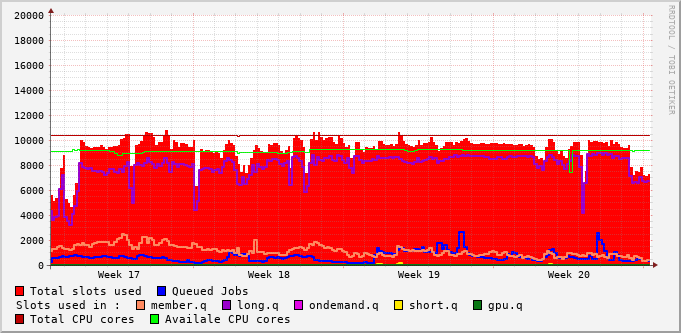 20000
18000
16000
14000
12000
10000
8000
6000
4000
2000
0
Week 17 Week 18 Week 19 Week 20
RRDTOOL / TOBI OETIKER
Total slots used Queued Jobs
Slots used in : member.q long.q ondemand.q short.q gpu.q
Total CPU cores Availale CPU cores